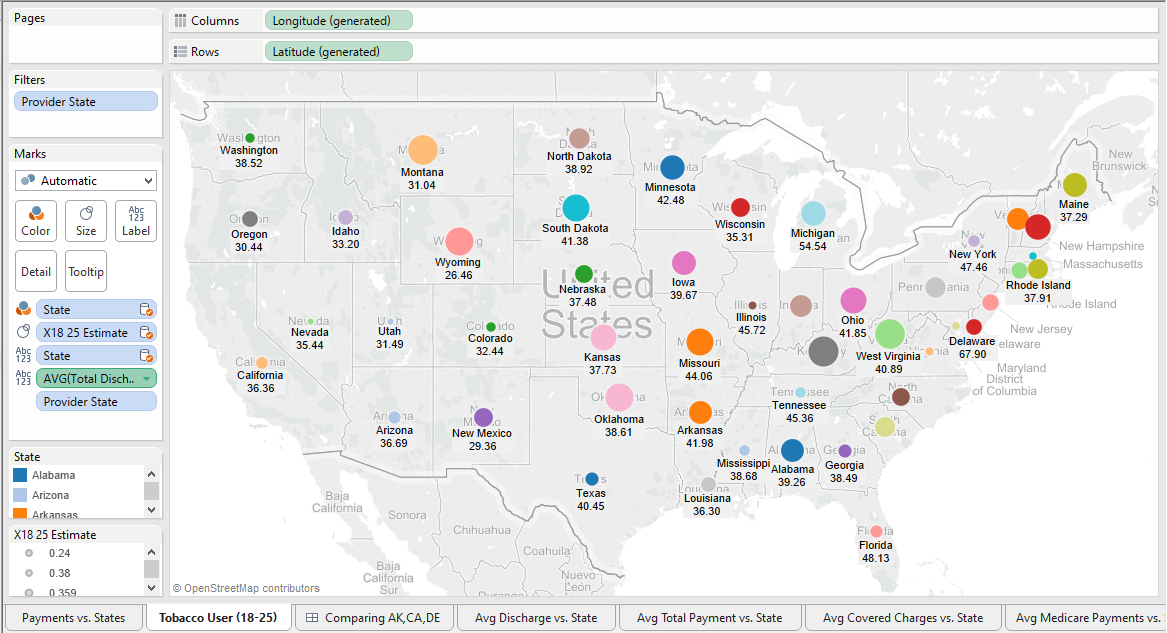 Pages
Columns
Longitude (generated)
Rows
Latitude (generated)
Filters
Provider State
Marks
Automatic
Color
Size
Abc
123
Label
Detail
Tooltip
State
X18 25 Estimate
Abc
123
State
Abc
123
AVG(Total Disch..
Provider State
State
Alabama
Arizona
Arkansas
X18 25 Estimate
0.24
0.38
0.359
United
States
Washington
38.52
Montana
31.04
North Dakota
38.92
Minnesota
42.48
Wisconsin
35.31
Michigan
54.54
New
Brunswick
Maine
37.29
Oregon
30.44
Idaho
33.20
Wyoming
26.46
South Dakota
41.38
New York
47.46
New Hampshire
Massachusetts
Rhode Island
37.91
Rhode Island
Nebraska
37.48
Iowa
39.67
Illinois
45.72
Ohio
41.85
New Jersey
Delaware
67.90
Maryland
District
of Columbia
Nevada
35.44
Utah
31.49
Colorado
32.44
Kansas
37.73
Missouri
44.06
West Virginia
40.89
California
36.36
Arizona
36.69
New Mexico
29.36
Oklahoma
38.61
Arkansas
41.98
Tennessee
45.36
North
Carolina
South
Carolina
Mississippi
38.68
Alabama
39.26
Georgia
38.49
Texas
40.45
Louisiana
36.30
Florida
48.13
Baja
California
Sonora
Chihuahua
Coahuila
Baja
California
Sur
Nuevo
León
Durango
© OpenStreetMap contributors
Payments vs. States
Tobacco User (18-25)
Comparing AK,CA,DE
Avg Discharge vs. State
Avg Total Payment vs. State
Avg Covered Charges vs. State
Avg Medicare Payments vs.